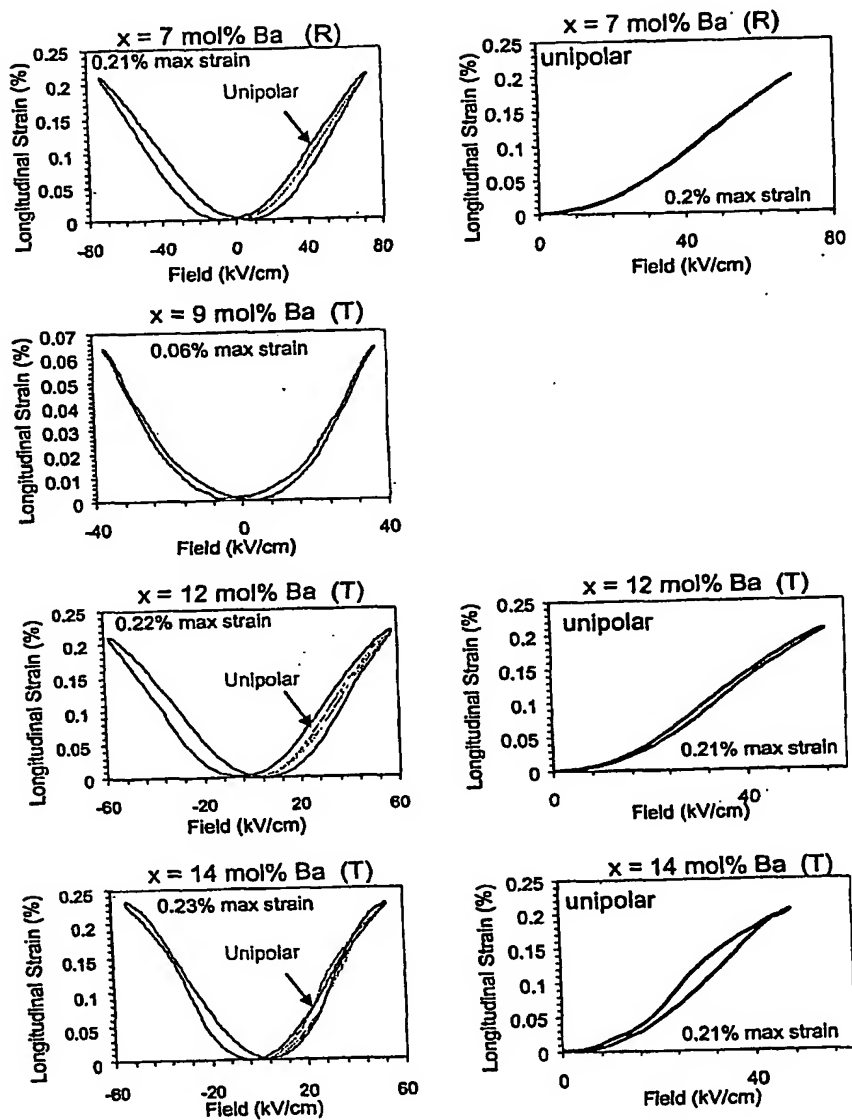 x = 7 mol% Ba (R)
0.21% max strain
Unipolar
Longitudinal Strain (%)
0.25
0.2
0.15
0.1
0.05
0
-80
-40
0
40
80
Field (kV/cm)
x = 7 mol% Ba (R)
unipolar
0.2% max strain
Longitudinal Strain (%)
0.25
0.2
0.15
0.1
0.05
0
0
40
80
Field (kV/cm)
x = 9 mol% Ba (T)
0.06% max strain
Longitudinal Strain (%)
0.07
0.06
0.05
0.04
0.03
0.02
0.01
0
-40
0
40
Field (kV/cm)
x = 12 mol% Ba (T)
0.22% max strain
Unipolar
Longitudinal Strain (%)
0.25
0.2
0.15
0.1
0.05
0
-60
-20
20
60
Field (kV/cm)
x = 12 mol% Ba (T)
unipolar
0.21% max strain
Longitudinal Strain (%)
0.25
0.2
0.15
0.1
0.05
0
0
40
Field (kV/cm)
x = 14 mol% Ba (T)
0.23% max strain
Unipolar
Longitudinal Strain (%)
0.25
0.2
0.15
0.1
0.05
0
-60
-20
20
60
Field (kV/cm)
x = 14 mol% Ba (T)
unipolar
0.21% max strain
Longitudinal Strain (%)
0.25
0.2
0.15
0.1
0.05
0
0
40
Field (kV/cm)